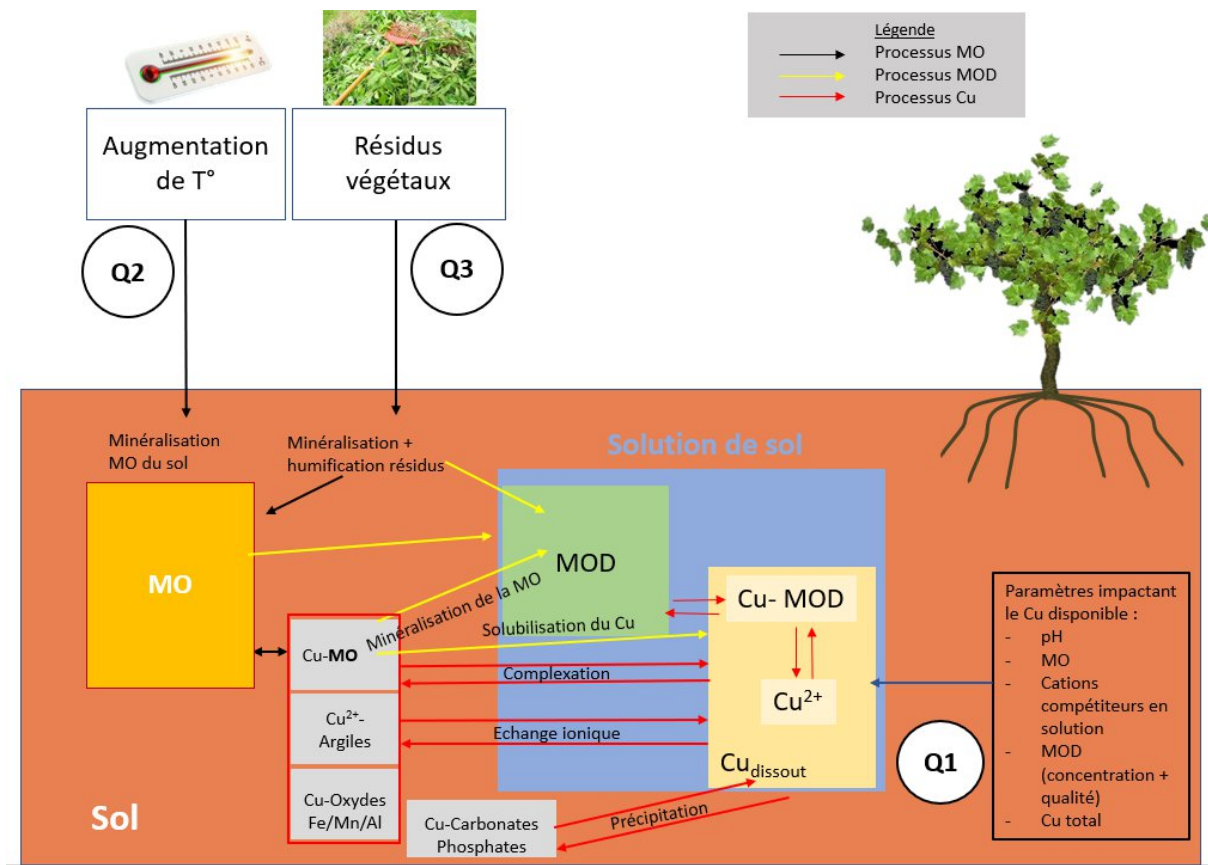 Légende
Processus MO
Processus MOD
Processus Cu
Augmentation
de T°
Résidus
végétaux
Q2
Q3
Minéralisation
MO du sol
Minéralisation +
humification résidus
Solution de sol
MO
MOD
Minéralisation de la MO
Solubilisation du Cu
Cu-MO
Complexation
Cu²⁺-
Argiles
Echange ionique
Cu-Oxydes
Fe/Mn/Al
Cu- MOD
Cu²⁺
Cu dissout
Cu-Carbonates
Phosphates
Précipitation
Sol
Q1
Paramètres impactant
le Cu disponible :
- pH
- MO
- Cations
compétiteurs en
solution
- MOD
(concentration +
qualité)
- Cu total